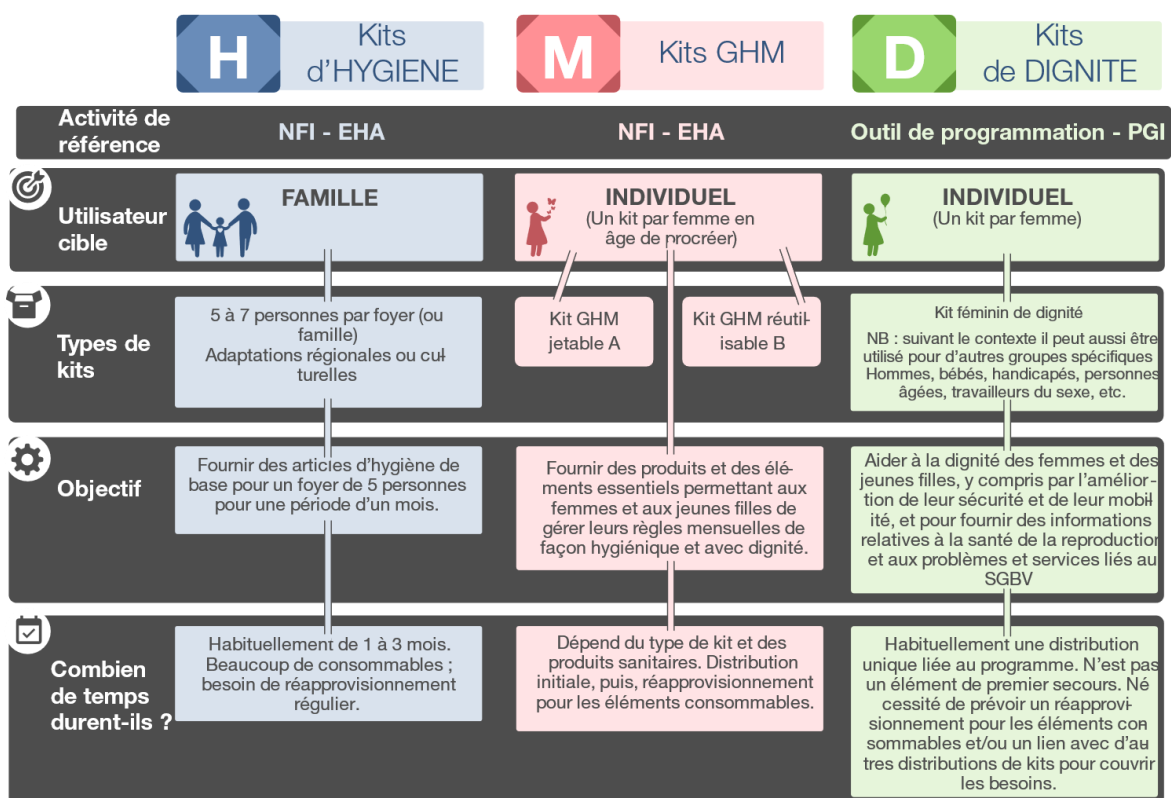 H
Kits
d'HYGIENE
M
Kits GHM
D
Kits
de DIGNITE
Activité de
référence
NFI - EHA
NFI - EHA
Outil de programmation - PGI
Utilisateur
cible
FAMILLE
INDIVIDUEL
(Un kit par femme en
âge de procréer)
INDIVIDUEL
(Un kit par femme)
Types de
kits
5 à 7 personnes par foyer (ou
famille)
Adaptations régionales ou cul-
turelles
Kit GHM
jetable A
Kit GHM réutil-
isable B
Kit féminin de dignité
NB : suivant le contexte il peut aussi être
utilisé pour d'autres groupes spécifiques
Hommes, bébés, handicapés, personnes
âgées, travailleurs du sexe, etc.
Objectif
Fournir des articles d'hygiène de
base pour un foyer de 5 personnes
pour une période d'un mois.
Fournir des produits et des élé-
ments essentiels permettant aux
femmes et aux jeunes filles de
gérer leurs règles mensuelles de
façon hygiénique et avec dignité.
Aider à la dignité des femmes et des
jeunes filles, y compris par l'amélior-
tion de leur sécurité et de leur mobil-
ité, et pour fournir des informations
relatives à la santé de la reproduction
et aux problèmes et services liés au
SGBV
Combien
de temps
durent-ils ?
Habituellement de 1 à 3 mois.
Beaucoup de consommables ;
besoin de réapprovisionnement
régulier.
Dépend du type de kit et des
produits sanitaires. Distribution
initiale, puis, réapprovisionnement
pour les éléments consommables.
Habituellement une distribution
unique liée au programme. N'est pas
un élément de premier secours. Né
cessité de prévoir un réapprovi-
sionnement pour les éléments con-
sommables et/ou un lien avec d'au-
tres distributions de kits pour couvrir
les besoins.